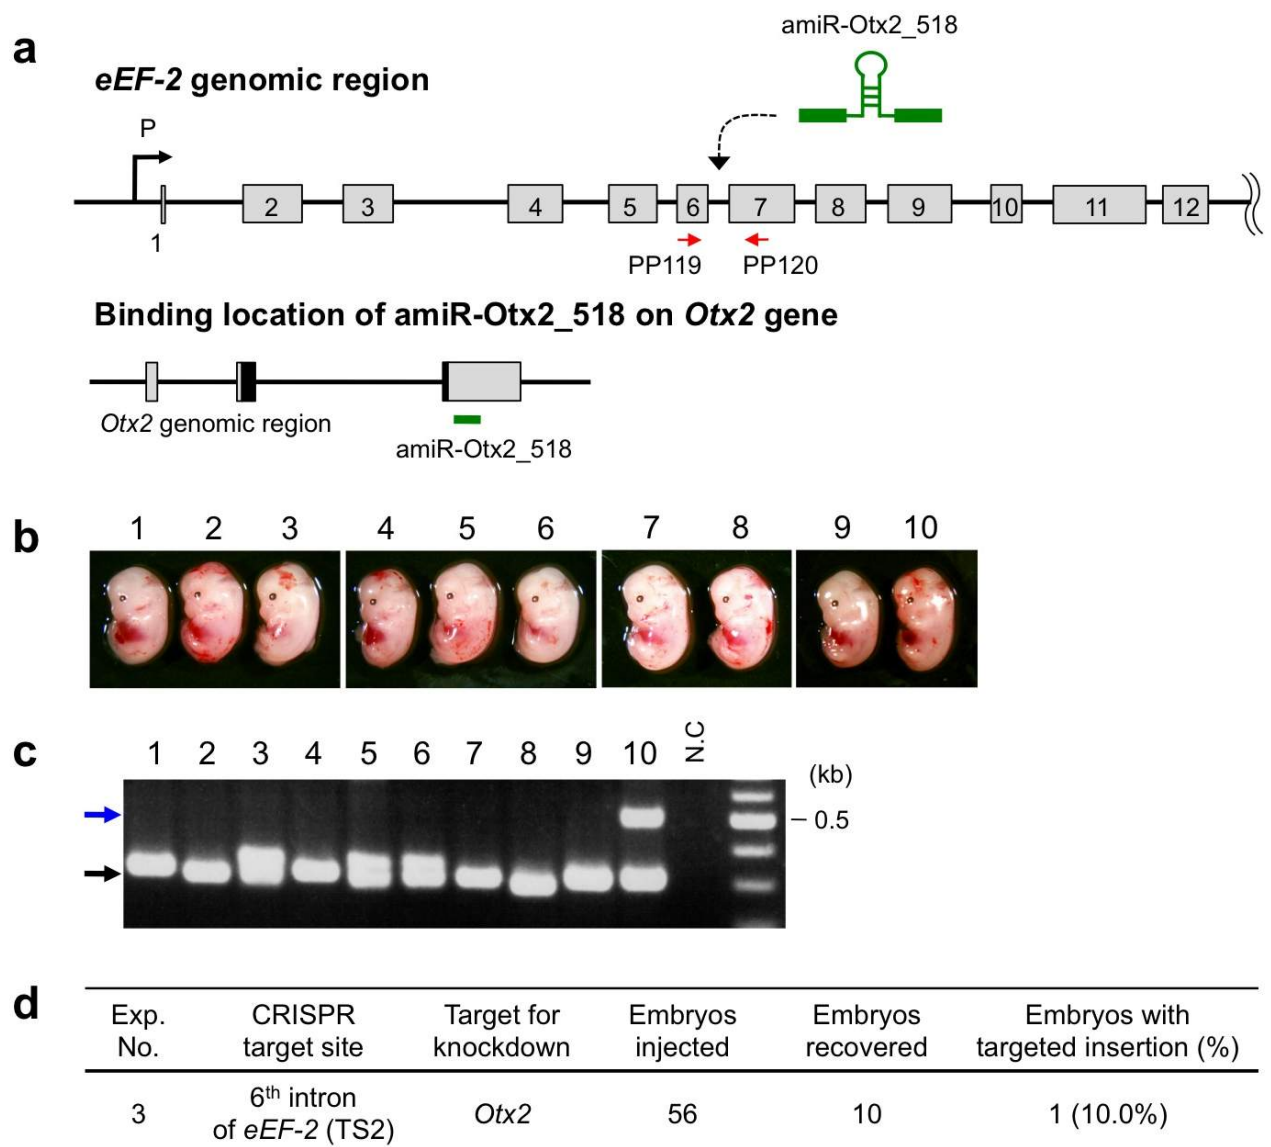 a
amiR-Otx2_518
eEF-2 genomic region
P
2 3 4 5 6 7 8 9 10 11 12
1
PP119 PP120
Binding location of amiR-Otx2_518 on Otx2 gene
Otx2 genomic region
amiR-Otx2_518
b
1 2 3 4 5 6 7 8 9 10
c
1 2 3 4 5 6 7 8 9 10 N.C
(kb)
0.5
d
Exp. CRISPR Target for Embryos Embryos Embryos with
No. target site knockdown injected recovered targeted insertion (%)
6th intron
3 Otx2 56 10 1 (10.0%)
of eEF-2 (TS2)